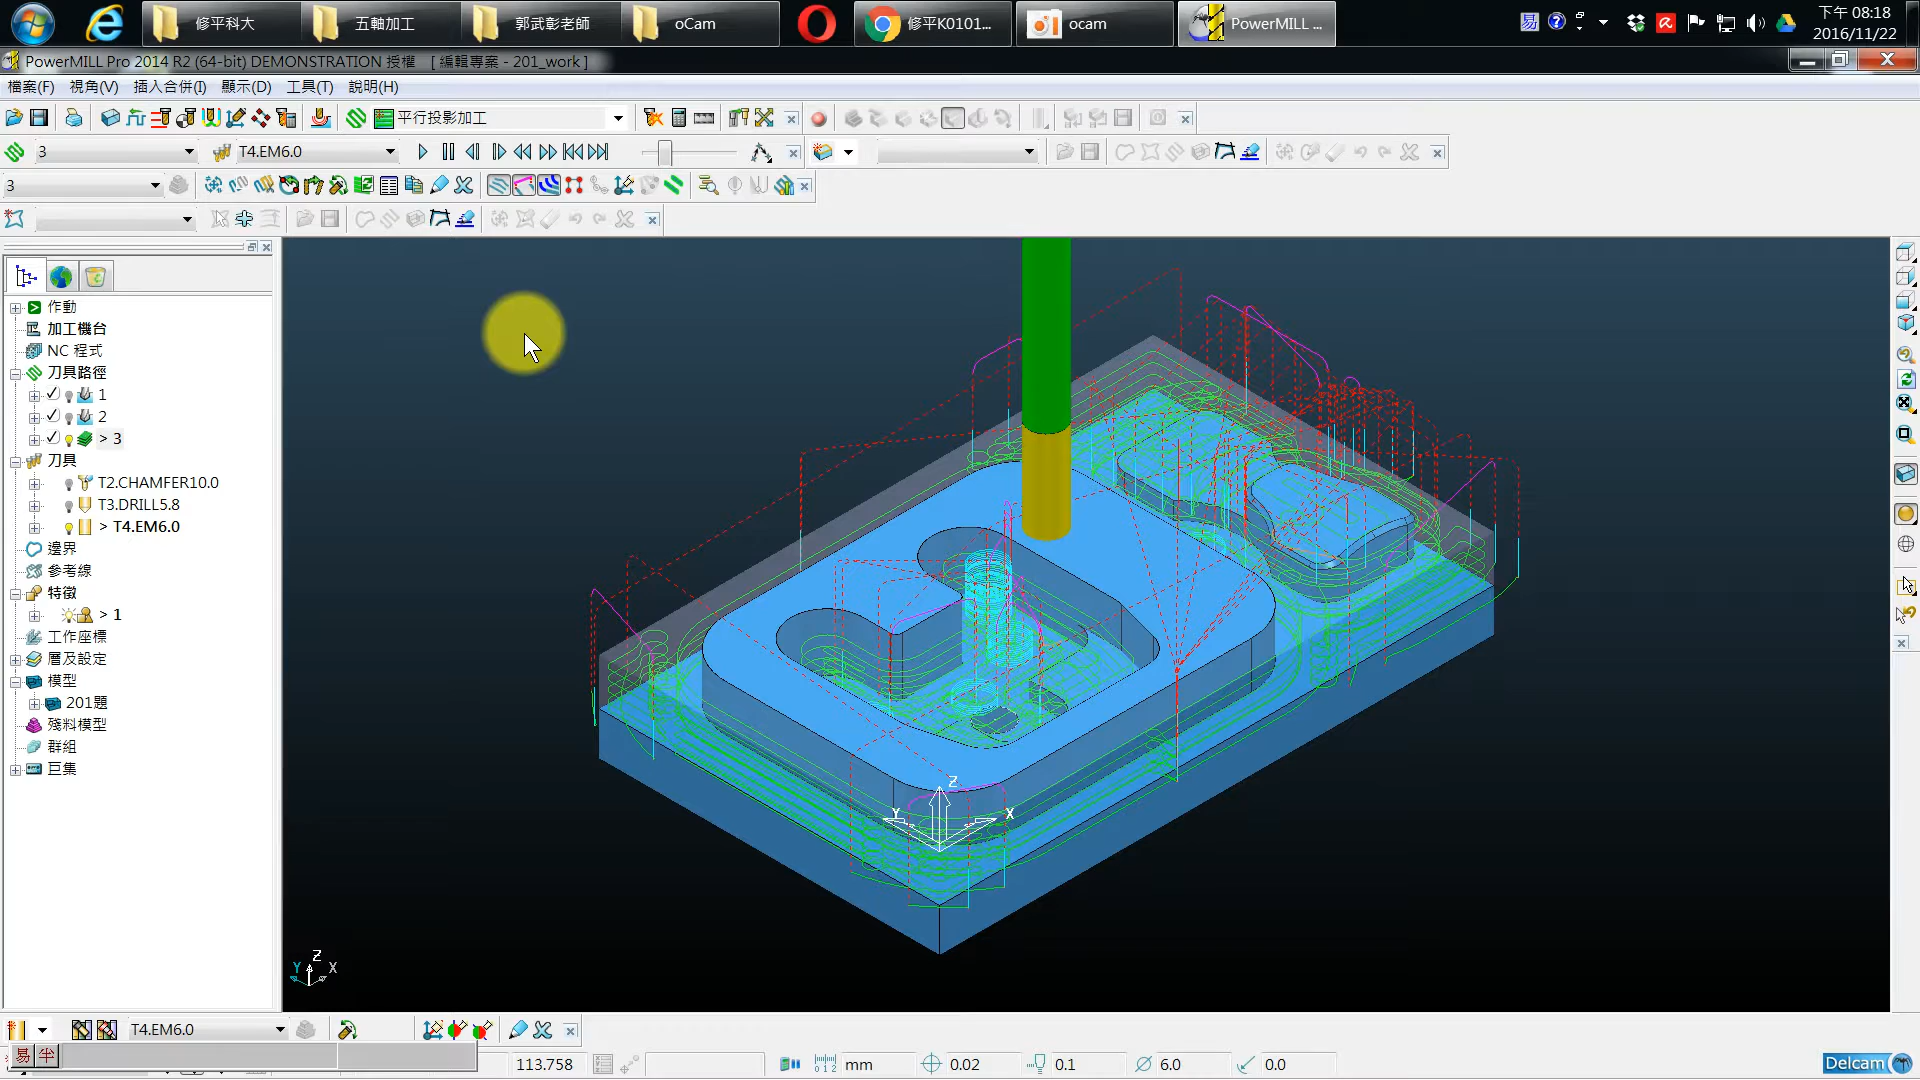 修平科大
五軸加工
郭武彰老師
oCam
修平K0101...
ocam
PowerMILL ...
下午 08:18
2016/11/22
PowerMILL Pro 2014 R2 (64-bit) DEMONSTRATION 授權 [ 編輯專案 - 201_work ]
檔案(F) 視角(V) 插入合併(I) 顯示(D) 工具(T) 說明(H)
平行投影加工
3
T4.EM6.0
3
作動
加工機台
NC 程式
刀具路徑
1
2
> 3
刀具
T2.CHAMFER10.0
T3.DRILL5.8
> T4.EM6.0
邊界
參考線
特徵
> 1
工作座標
層及設定
模型
201題
殘料模型
群組
巨集
Z
Y
X
Z
Y
X
T4.EM6.0
易 半
113.758
mm
0.02
0.1
6.0
0.0
Delcam